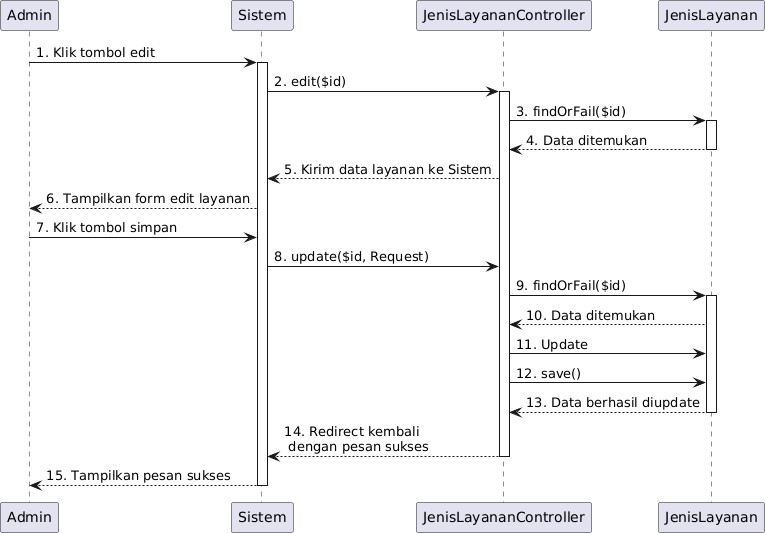 Admin
Sistem
JenisLayananController
JenisLayanan
1. Klik tombol edit
2. edit($id)
3. findOrFail($id)
4. Data ditemukan
5. Kirim data layanan ke Sistem
6. Tampilkan form edit layanan
7. Klik tombol simpan
8. update($id, Request)
9. findOrFail($id)
10. Data ditemukan
11. Update
12. save()
13. Data berhasil diupdate
14. Redirect kembali
dengan pesan sukses
15. Tampilkan pesan sukses
Admin
Sistem
JenisLayananController
JenisLayanan